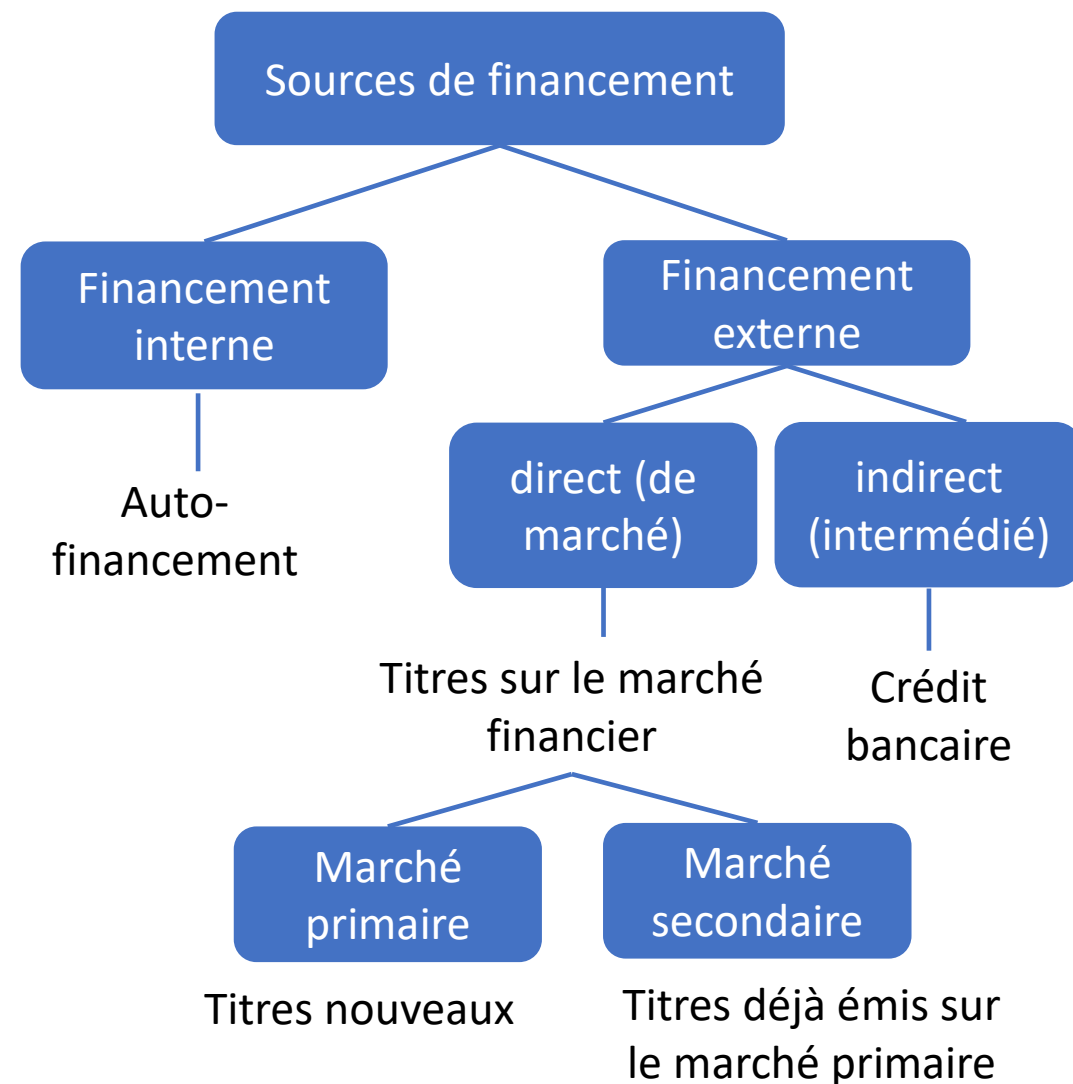 Sources de financement
Financement
interne
Financement
externe
Auto-
financement
direct (de
marché)
indirect
(intermédié)
Titres sur le marché
financier
Crédit
bancaire
Marché
primaire
Marché
secondaire
Titres nouveaux
Titres déjà émis sur
le marché primaire